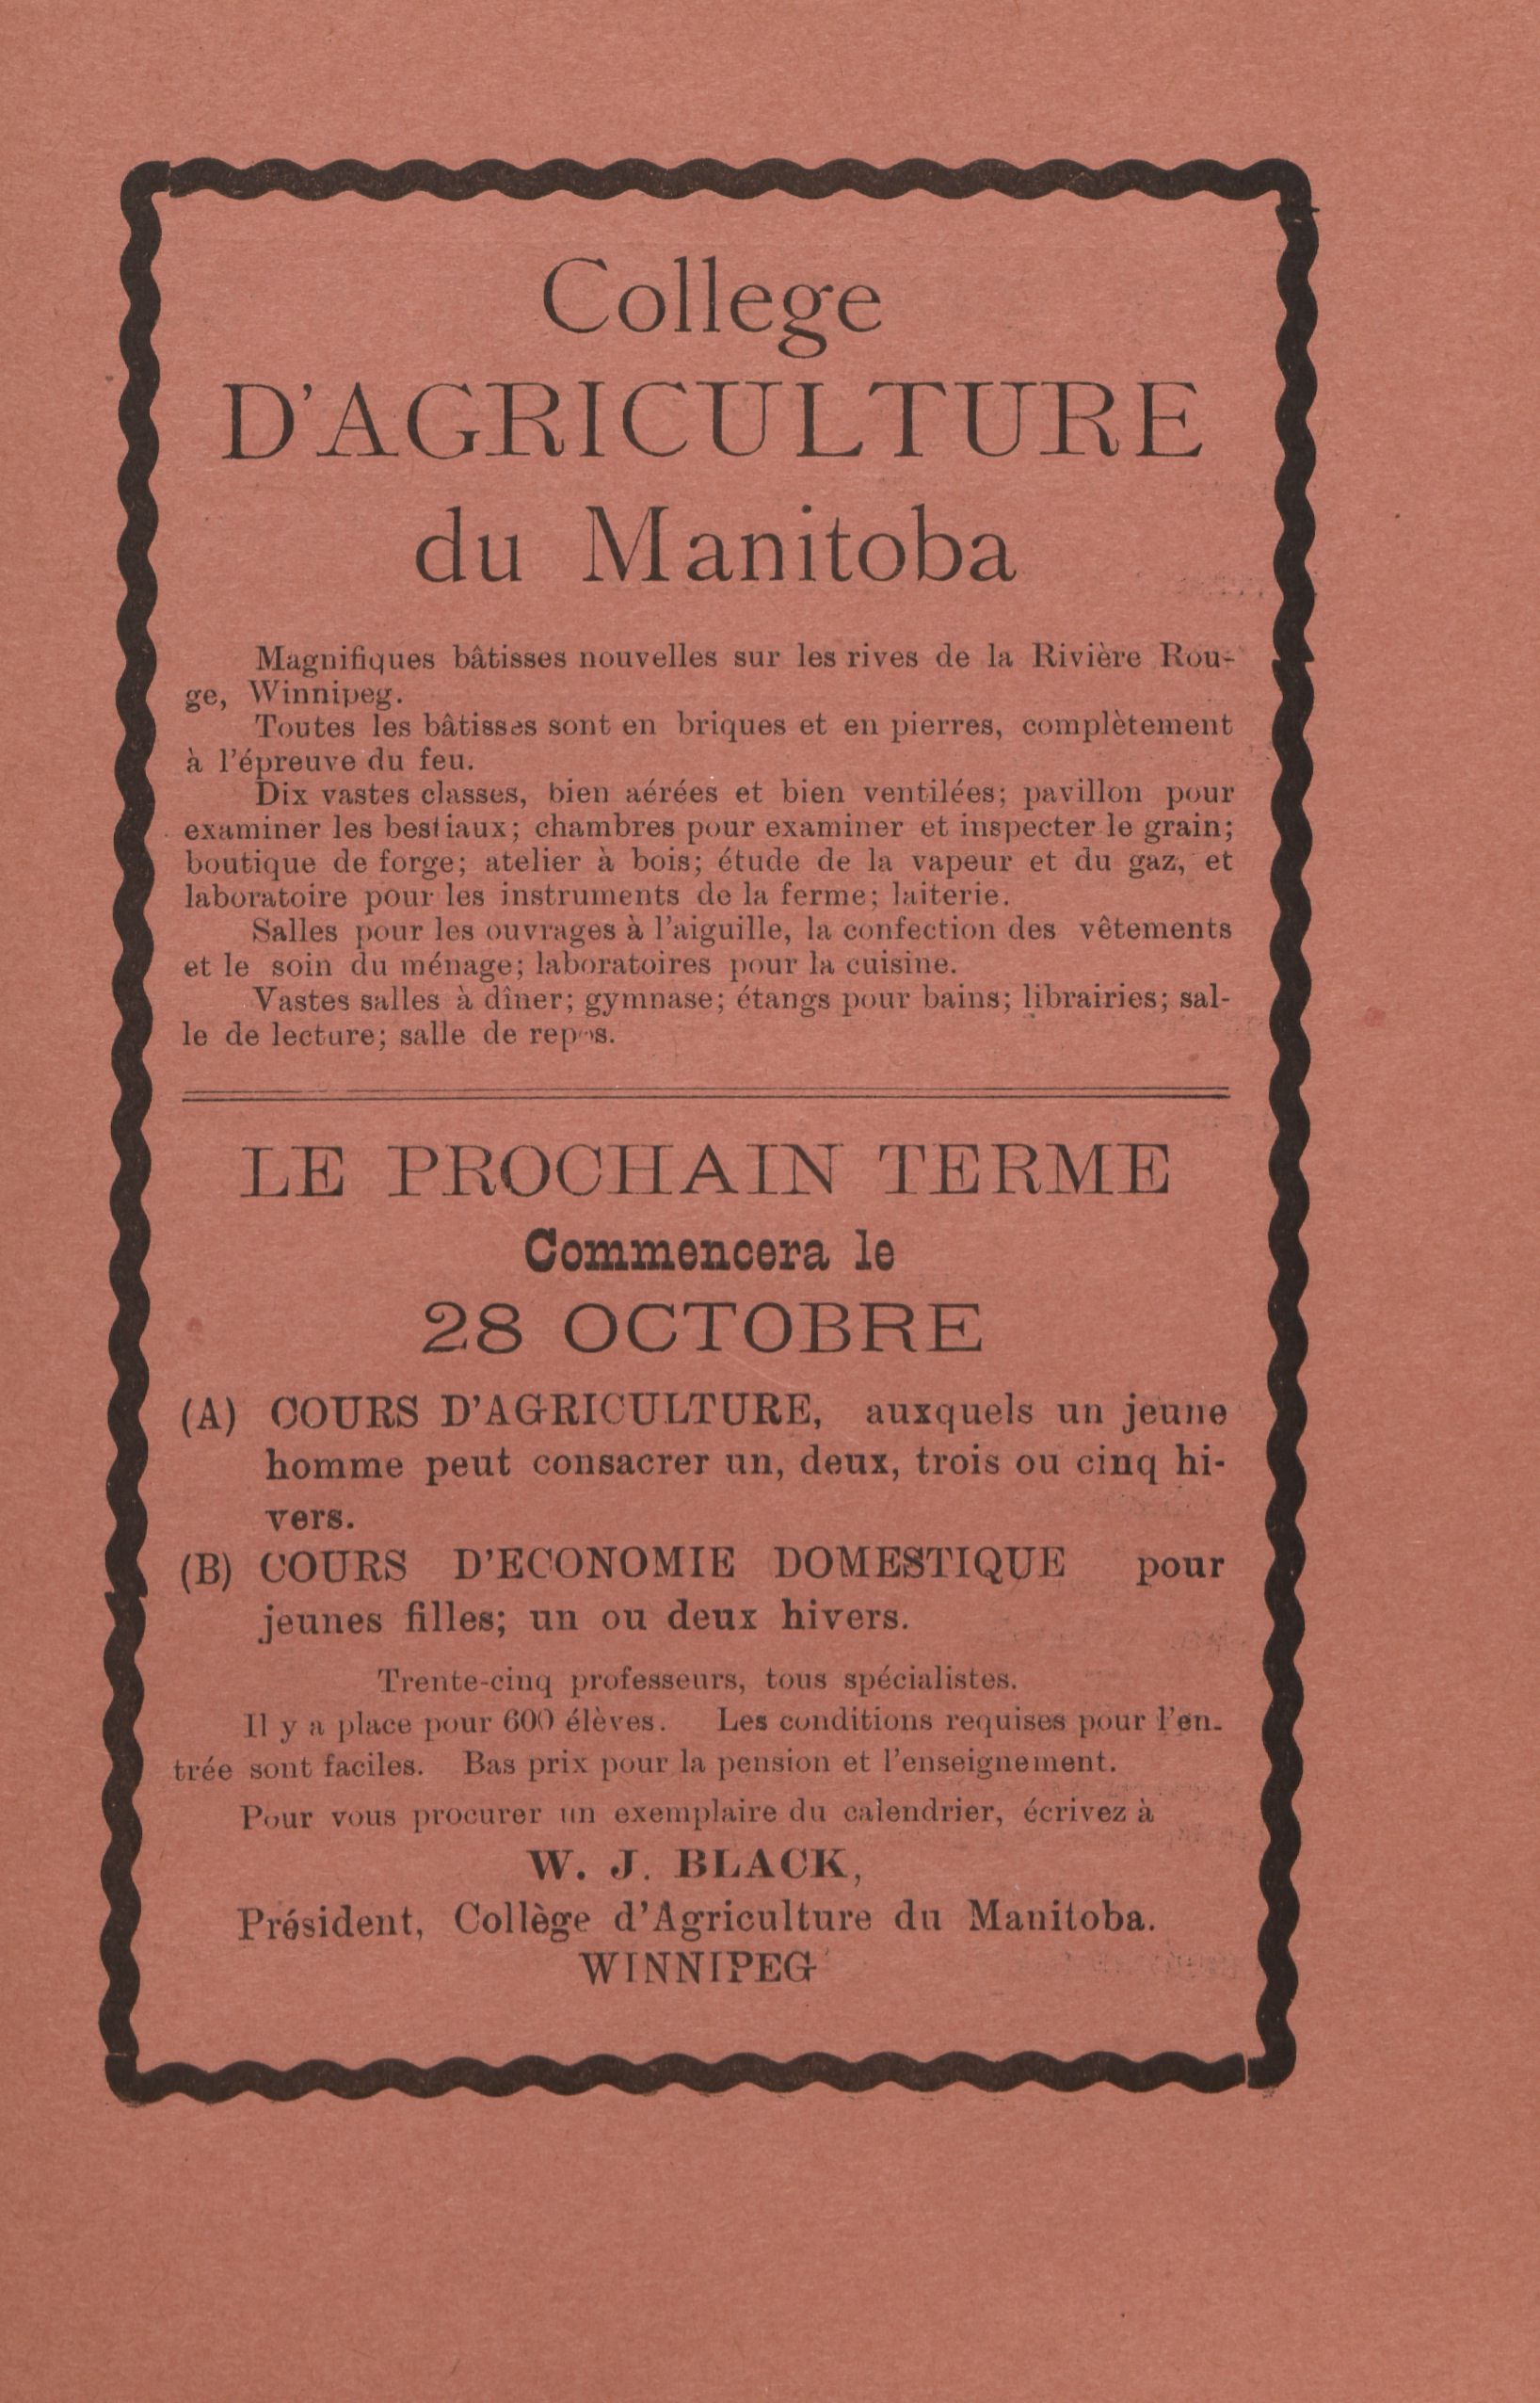 College
D'AGRICULTURE
du Manitoba
Magnifiques bâtisses nouvelles sur les rives de la Rivière Rou-
ge, Winnipeg.
Toutes les bâtisses sont en briques et en pierres, complètement
à l'épreuve du feu.
Dix vastes classes, bien aérées et bien ventilées; pavillon pour
examiner les bestiaux; chambres pour examiner et inspecter le grain;
boutique de forge; atelier à bois; étude de la vapeur et du gaz, et
laboratoire pour les instruments de la ferme; laiterie.
Salles pour les ouvrages à l'aiguille, la confection des vêtements
et le soin du ménage; laboratoires pour la cuisine.
Vastes salles à dîner; gymnase; étangs pour bains; librairies; sal-
le de lecture; salle de repos.
LE PROCHAIN TERME
Commencera le
28 OCTOBRE
(A) COURS D'AGRICULTURE, auxquels un jeune
homme peut consacrer un, deux, trois ou cinq hi-
vers.
(B) COURS D'ECONOMIE DOMESTIQUE pour
jeunes filles; un ou deux hivers.
Trente-cinq professeurs, tous spécialistes.
Il y a place pour 600 élèves. Les conditions requises pour l'en-
trée sont faciles. Bas prix pour la pension et l'enseignement.
Pour vous procurer un exemplaire du calendrier, écrivez à
W. J. BLACK,
Président, Collège d'Agriculture du Manitoba.
WINNIPEG